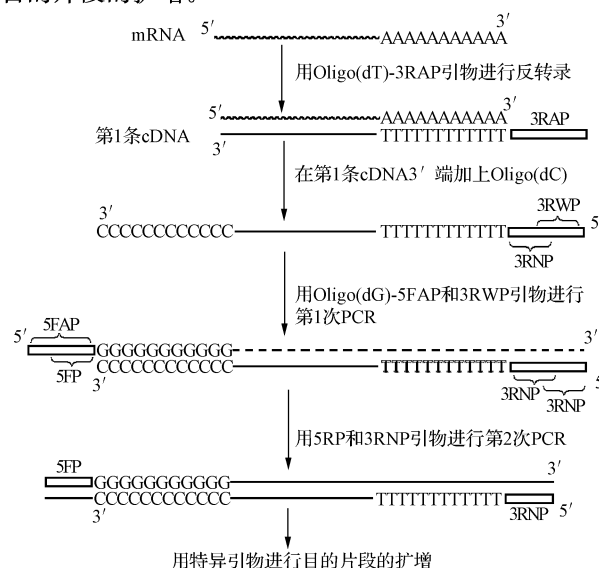 mRNA 5′ AAAAAAAAAAA 3′
用Oligo(dT)-3RAP引物进行反转录
5′ AAAAAAAAAAA 3′
第1条cDNA 3′ TTTTTTTTTTTT 3RAP
在第1条cDNA3′ 端加上Oligo(dC)
3′ 3RWP
CCCCCCCCCCCC TTTTTTTTTTTT 5
3RNP
用Oligo(dG)-5FAP和3RWP引物进行
第1次PCR
5′ 5FAP 3′
GGGGGGGGGGG
5FP 3′ CCCCCCCCCCCC TTTTTTTTTTTT
3RNP 3RNP
用5RP和3RNP引物进行第2次PCR
5FP GGGGGGGGGGG 3′
3′ CCCCCCCCCCCC TTTTTTTTTTTT 3RNP 5′
用特异引物进行目的片段的扩增